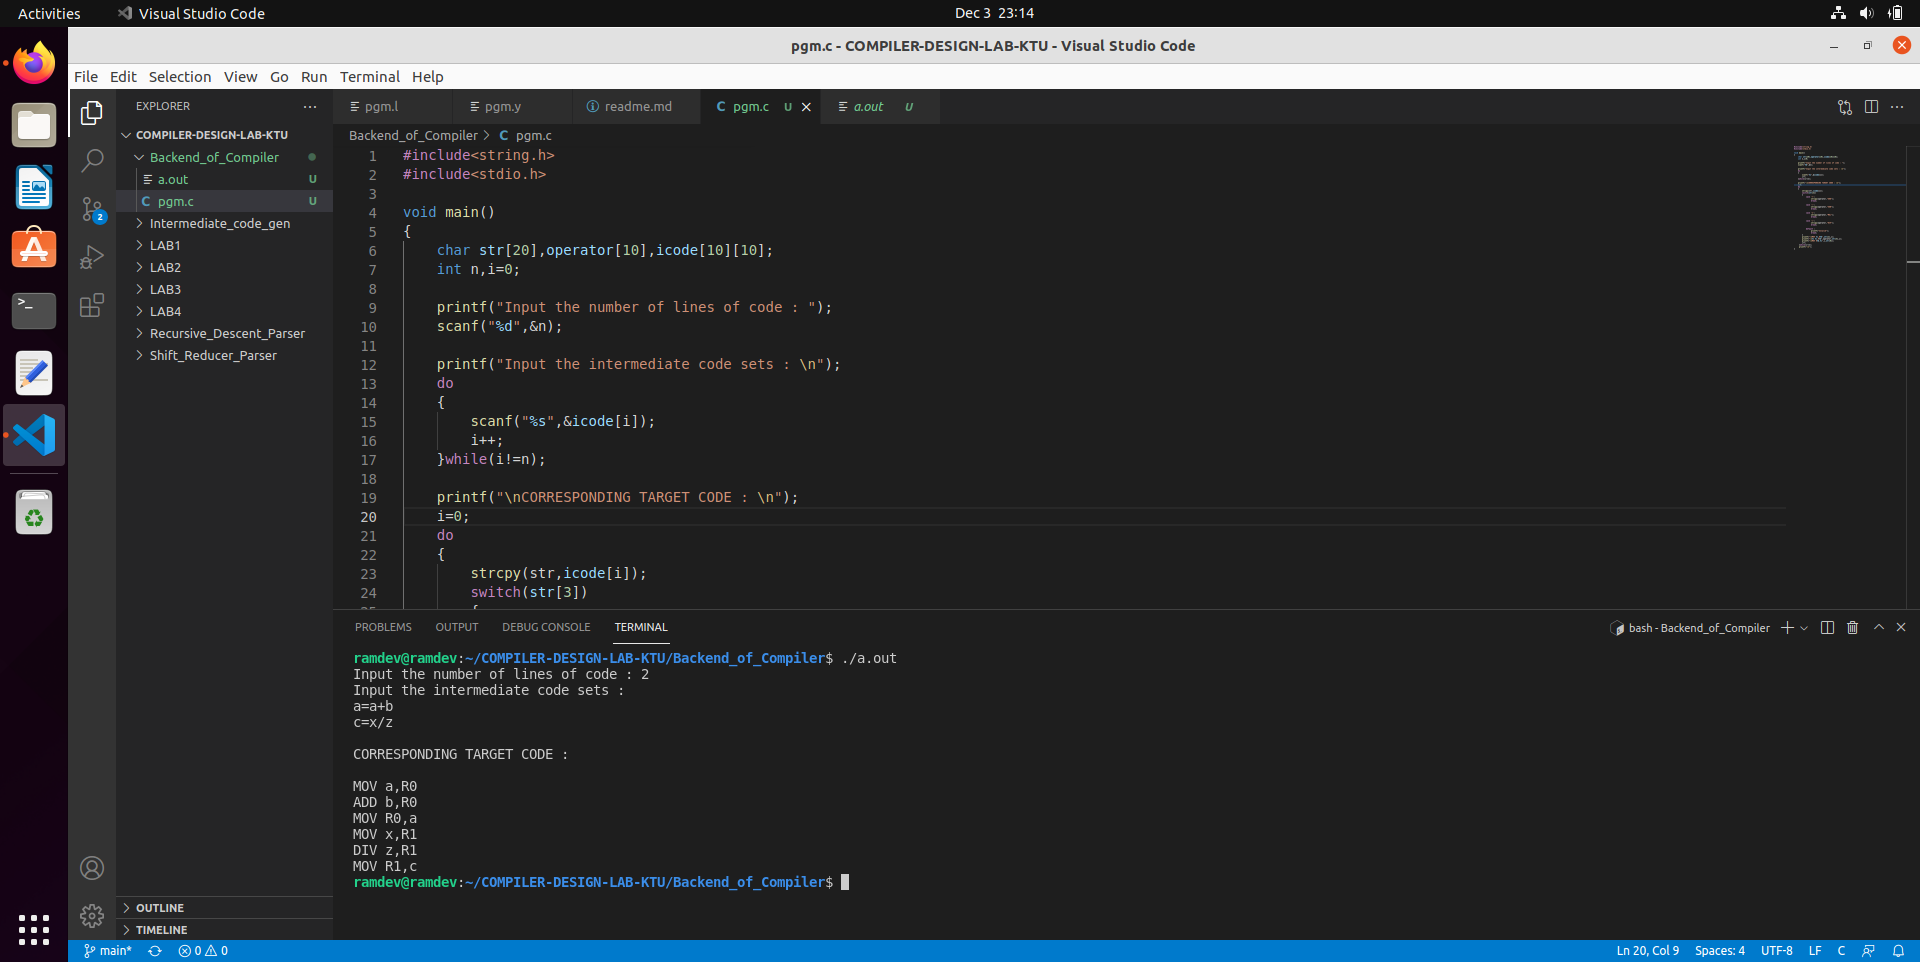 Activities
Visual Studio Code
Dec 3 23:14
pgm.c - COMPILER-DESIGN-LAB-KTU - Visual Studio Code
File Edit Selection View Go Run Terminal Help
EXPLORER
COMPILER-DESIGN-LAB-KTU
Backend_of_Compiler
a.out U
pgm.c U
Intermediate_code_gen
LAB1
LAB2
LAB3
LAB4
Recursive_Descent_Parser
Shift_Reducer_Parser
OUTLINE
TIMELINE
2
pgm.l pgm.y readme.md C pgm.c U a.out U
Backend_of_Compiler > C pgm.c
1 #include<string.h>
2 #include<stdio.h>
3
4 void main()
5 {
6 char str[20],operator[10],icode[10][10];
7 int n,i=0;
8
9 printf("Input the number of lines of code : ");
10 scanf("%d",&n);
11
12 printf("Input the intermediate code sets : \n");
13 do
14 {
15 scanf("%s",&icode[i]);
16 i++;
17 }while(i!=n);
18
19 printf("\nCORRESPONDING TARGET CODE : \n");
20 i=0;
21 do
22 {
23 strcpy(str,icode[i]);
24 switch(str[3])
PROBLEMS OUTPUT DEBUG CONSOLE TERMINAL
bash - Backend_of_Compiler
ramdev@ramdev:~/COMPILER-DESIGN-LAB-KTU/Backend_of_Compiler$ ./a.out
Input the number of lines of code : 2
Input the intermediate code sets :
a=a+b
c=x/z
CORRESPONDING TARGET CODE :
MOV a,R0
ADD b,R0
MOV R0,a
MOV x,R1
DIV z,R1
MOV R1,c
ramdev@ramdev:~/COMPILER-DESIGN-LAB-KTU/Backend_of_Compiler$
main* 0 0
Ln 20, Col 9 Spaces: 4 UTF-8 LF C